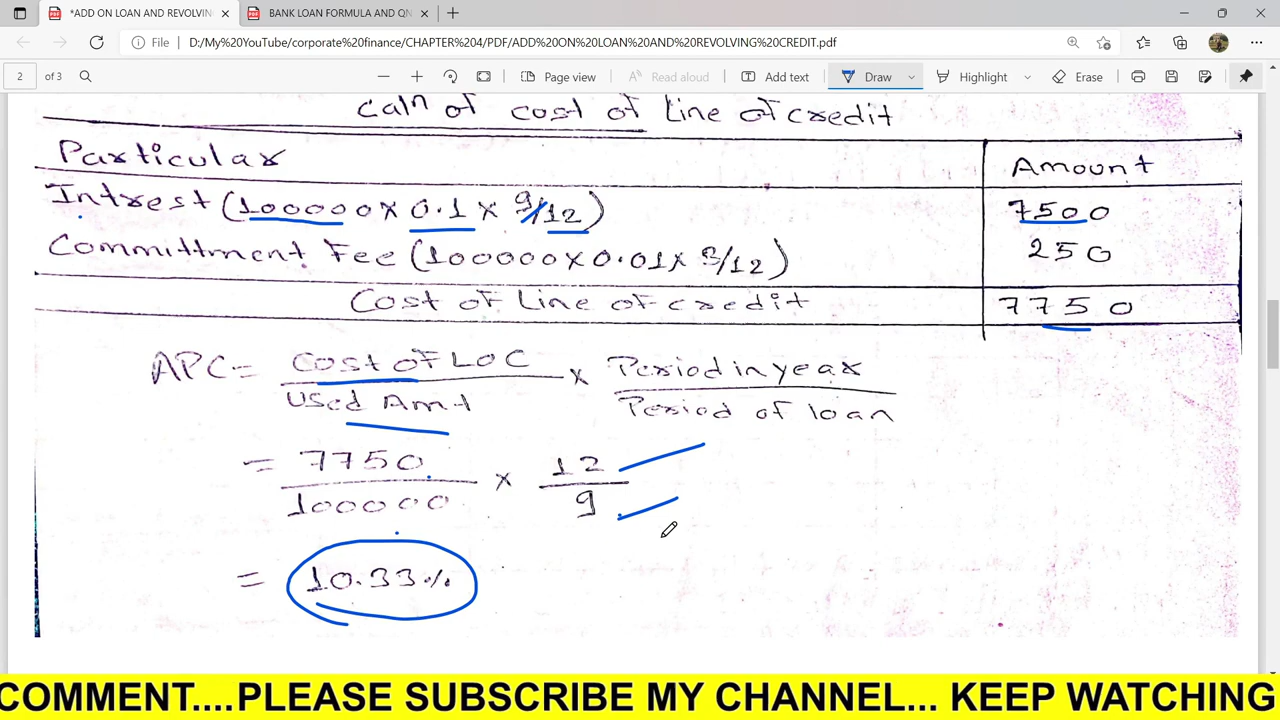 *ADD ON LOAN AND REVOLVIN
BANK LOAN FORMULA AND QN
File D:/My%20YouTube/corporate%20finance/CHAPTER%204/PDF/ADD%20ON%20LOAN%20AND%20REVOLVING%20CREDIT.pdf
2 of 3 Page view Read aloud Add text Draw Highlight Erase
Caln of cost of Line of credit
Particular Amount
Intrest (100000 × 0.1 × 9/12) 7500
Committment Fee (100000 × 0.01 × 3/12) 250
Cost of Line of credit 7750
APC = Cost of LOC / Used Amt × Period in year / Period of loan
= 7750 / 100000 × 12 / 9
= 10.33%
COMMENT....PLEASE SUBSCRIBE MY CHANNEL... KEEP WATCHING